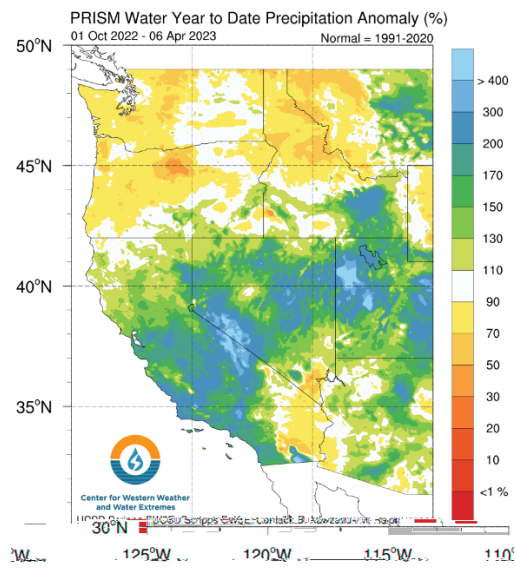 PRISM Water Year to Date Precipitation Anomaly (%)
01 Oct 2022 - 06 Apr 2023
Normal = 1991-2020
50°N
45°N
40°N
35°N
30°N
> 400
300
200
170
150
130
110
90
70
50
30
20
10
<1 %
Center for Western Weather
and Water Extremes
°W
125°W
120°W
115°W
110°